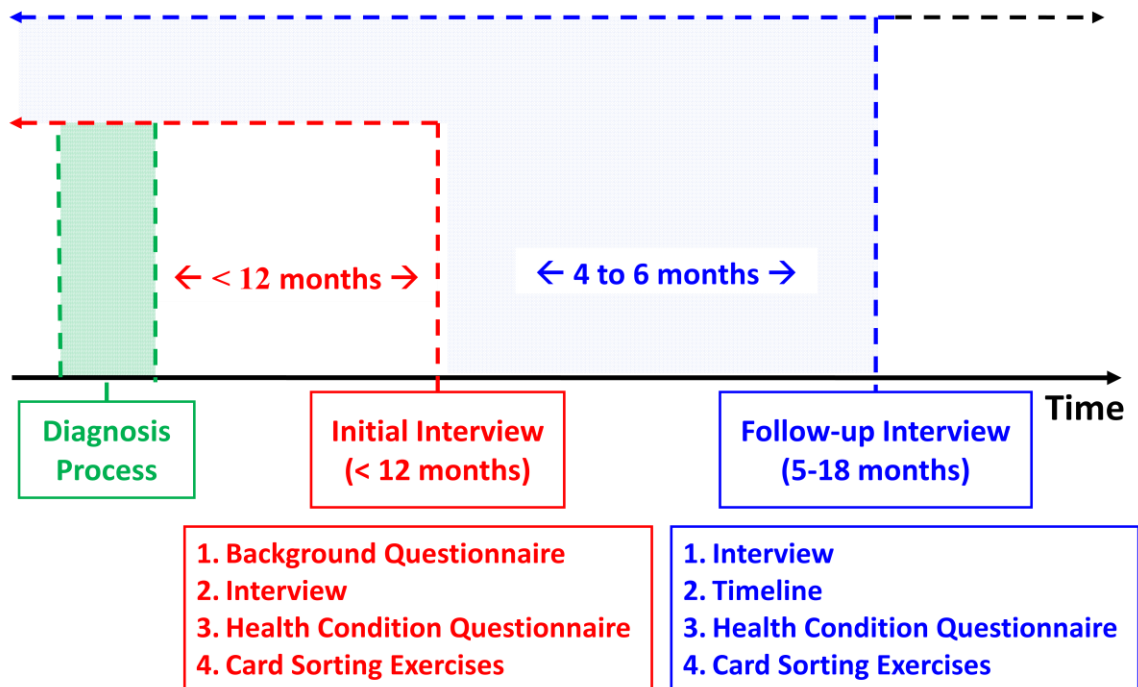 ← < 12 months →
← 4 to 6 months →
Time
Diagnosis
Process
Initial Interview
(< 12 months)
Follow-up Interview
(5-18 months)
1. Background Questionnaire
2. Interview
3. Health Condition Questionnaire
4. Card Sorting Exercises
1. Interview
2. Timeline
3. Health Condition Questionnaire
4. Card Sorting Exercises